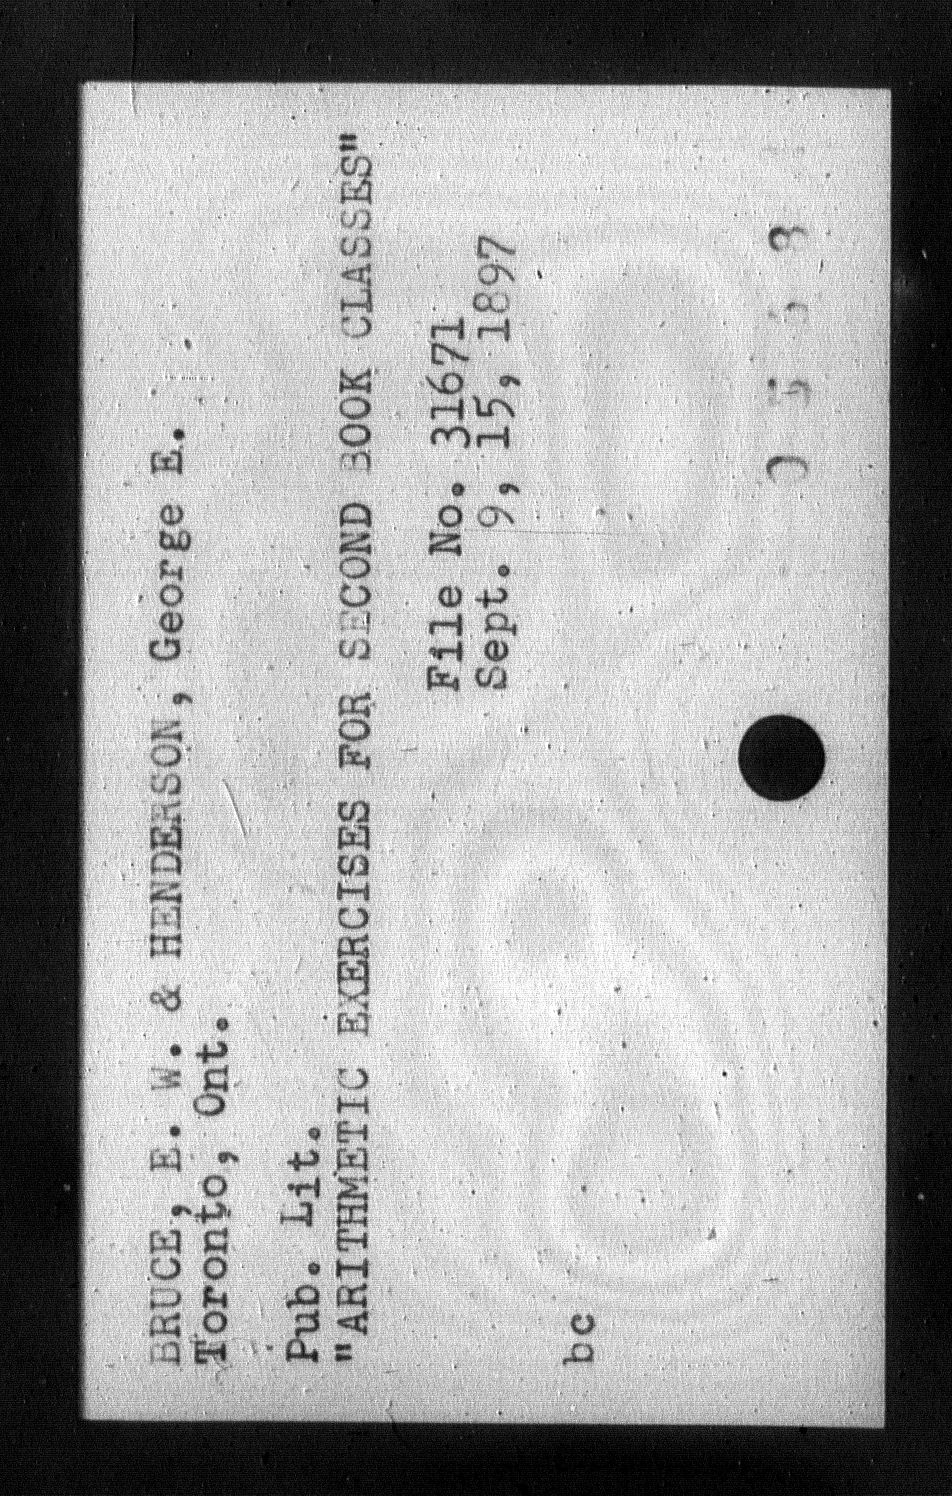 BRUCE, E. W. & HENDERSON, George E.
Toronto, Ont.
Pub. Lit.
"ARITHMETIC EXERCISES FOR SECOND BOOK CLASSES"
File No. 31671
Sept. 9, 15, 1897
bc